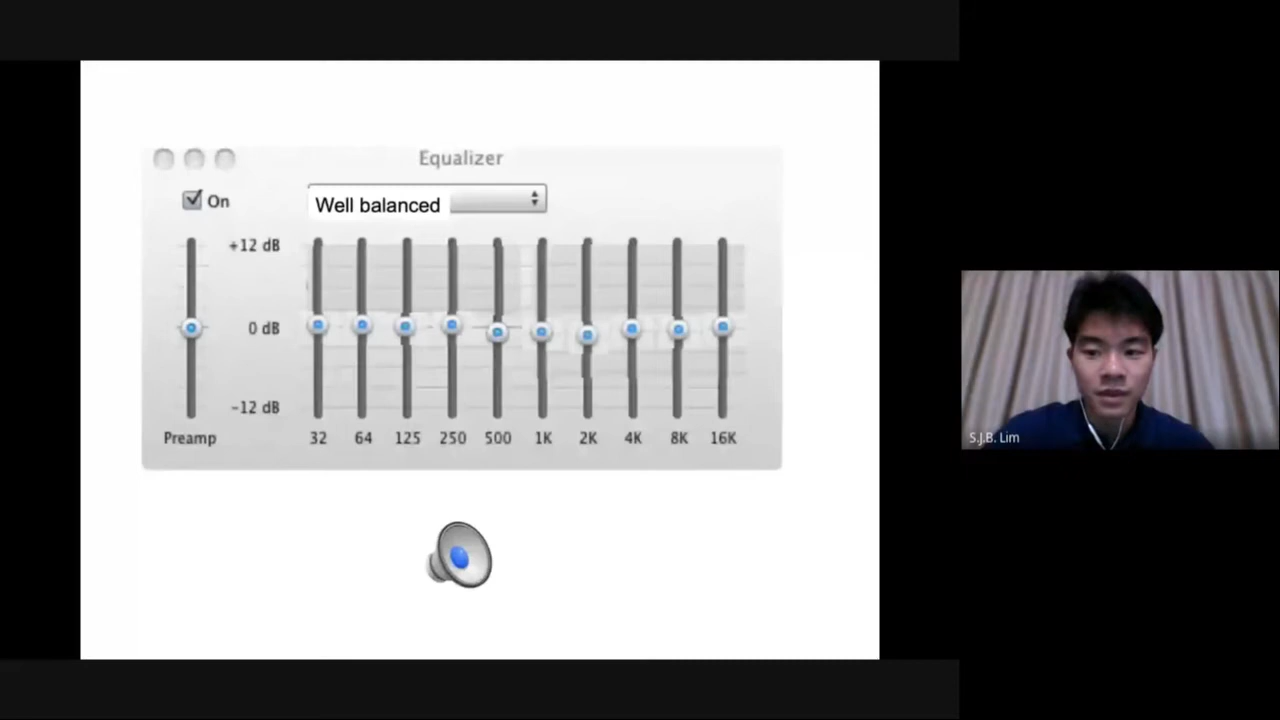 Equalizer
On
Well balanced
+12 dB
0 dB
-12 dB
Preamp 32 64 125 250 500 1K 2K 4K 8K 16K
S.J.B. Lim